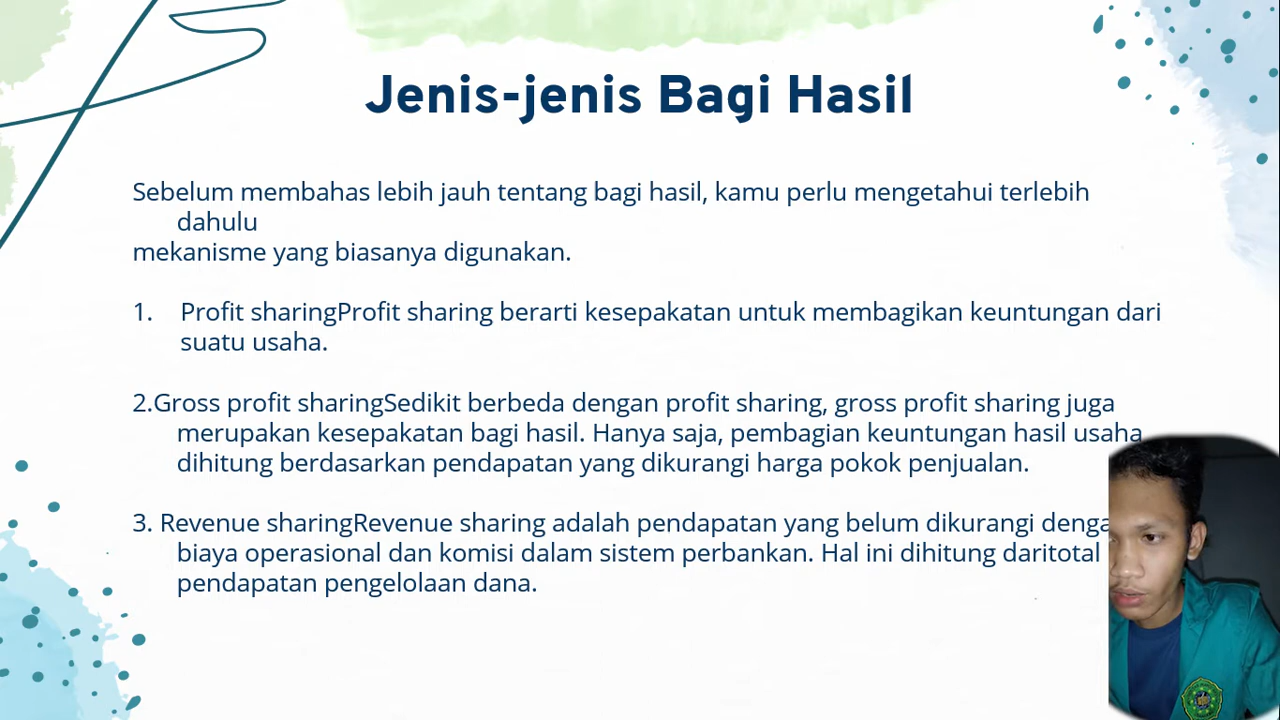 Jenis-jenis Bagi Hasil
Sebelum membahas lebih jauh tentang bagi hasil, kamu perlu mengetahui terlebih
dahulu
mekanisme yang biasanya digunakan.
1. Profit sharingProfit sharing berarti kesepakatan untuk membagikan keuntungan dari
suatu usaha.
2.Gross profit sharingSedikit berbeda dengan profit sharing, gross profit sharing juga
merupakan kesepakatan bagi hasil. Hanya saja, pembagian keuntungan hasil usaha
dihitung berdasarkan pendapatan yang dikurangi harga pokok penjualan.
3. Revenue sharingRevenue sharing adalah pendapatan yang belum dikurangi denga
biaya operasional dan komisi dalam sistem perbankan. Hal ini dihitung daritotal
pendapatan pengelolaan dana.